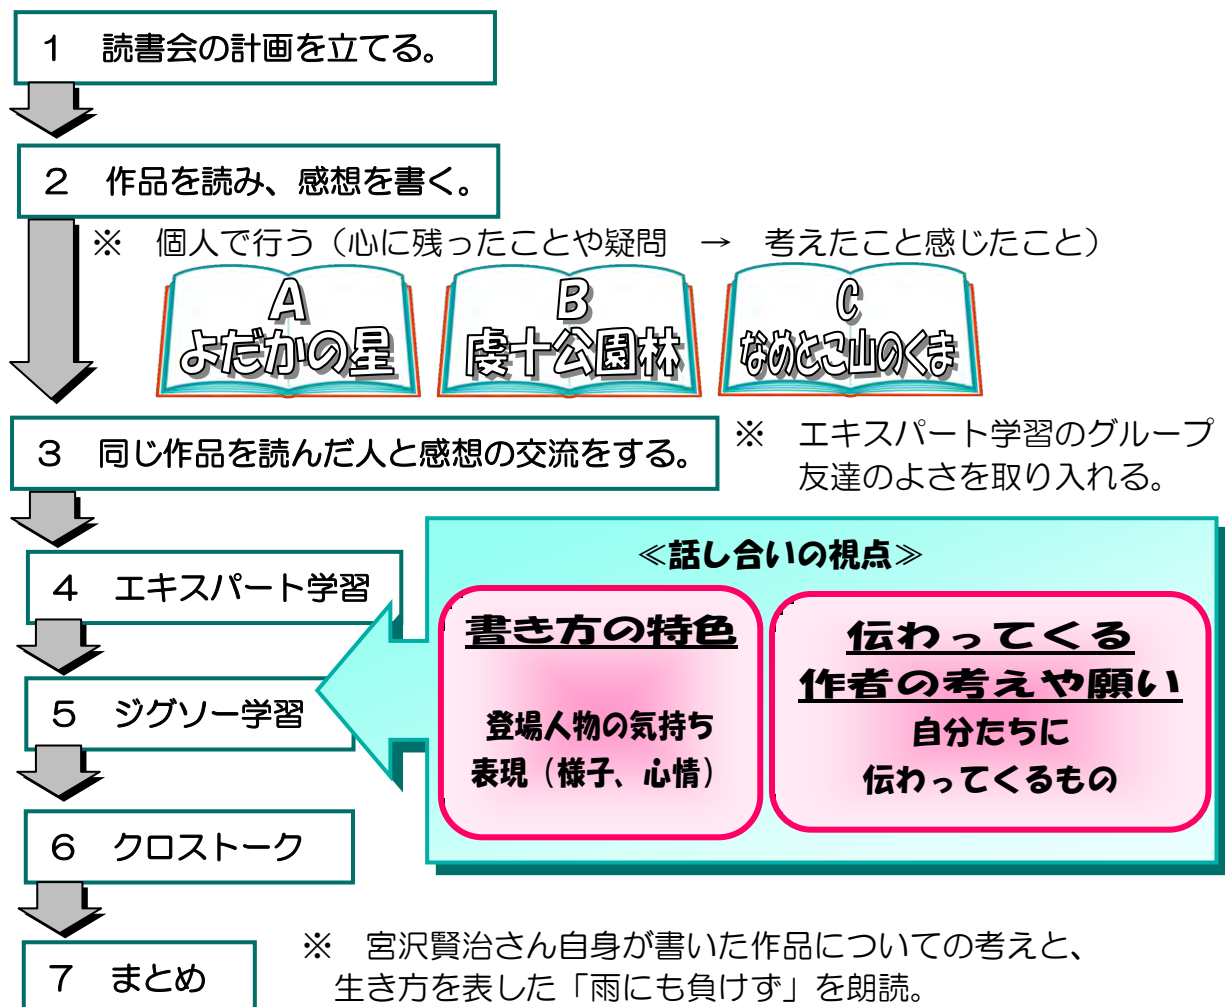 １　読書会の計画を立てる。
２　作品を読み、感想を書く。
※　個人で行う（心に残ったことや疑問　→　考えたこと感じたこと）
A
よだかの星
B
虔十公園林
C
なめとこ山のくま
３　同じ作品を読んだ人と感想の交流をする。
※　エキスパート学習のグループ
友達のよさを取り入れる。
４　エキスパート学習
５　ジグソー学習
≪話し合いの視点≫
書き方の特色
登場人物の気持ち
表現（様子、心情）
伝わってくる
作者の考えや願い
自分たちに
伝わってくるもの
６　クロストーク
７　まとめ
※　宮沢賢治さん自身が書いた作品についての考えと、
生き方を表した「雨にも負けず」を朗読。